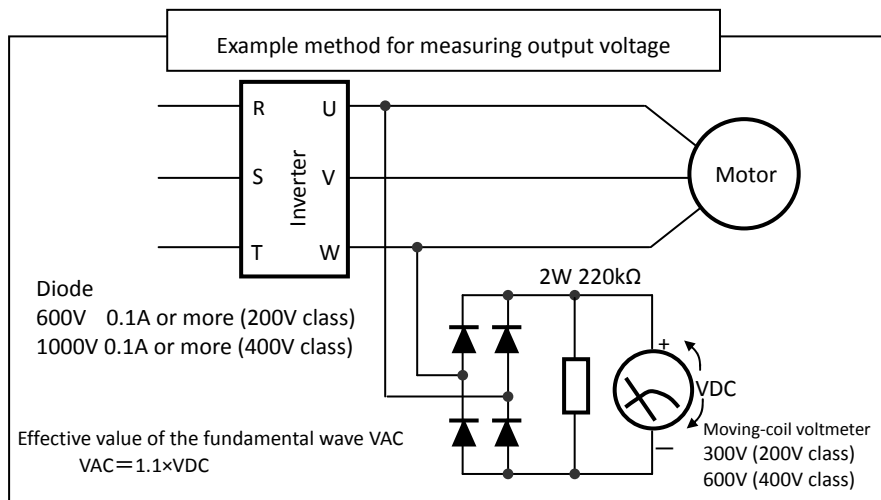 Example method for measuring output voltage
R U
S V
T W
Inverter
Motor
2W 220kΩ
Diode
600V 0.1A or more (200V class)
1000V 0.1A or more (400V class)
+
VDC
－
Moving-coil voltmeter
300V (200V class)
600V (400V class)
Effective value of the fundamental wave VAC
VAC＝1.1×VDC